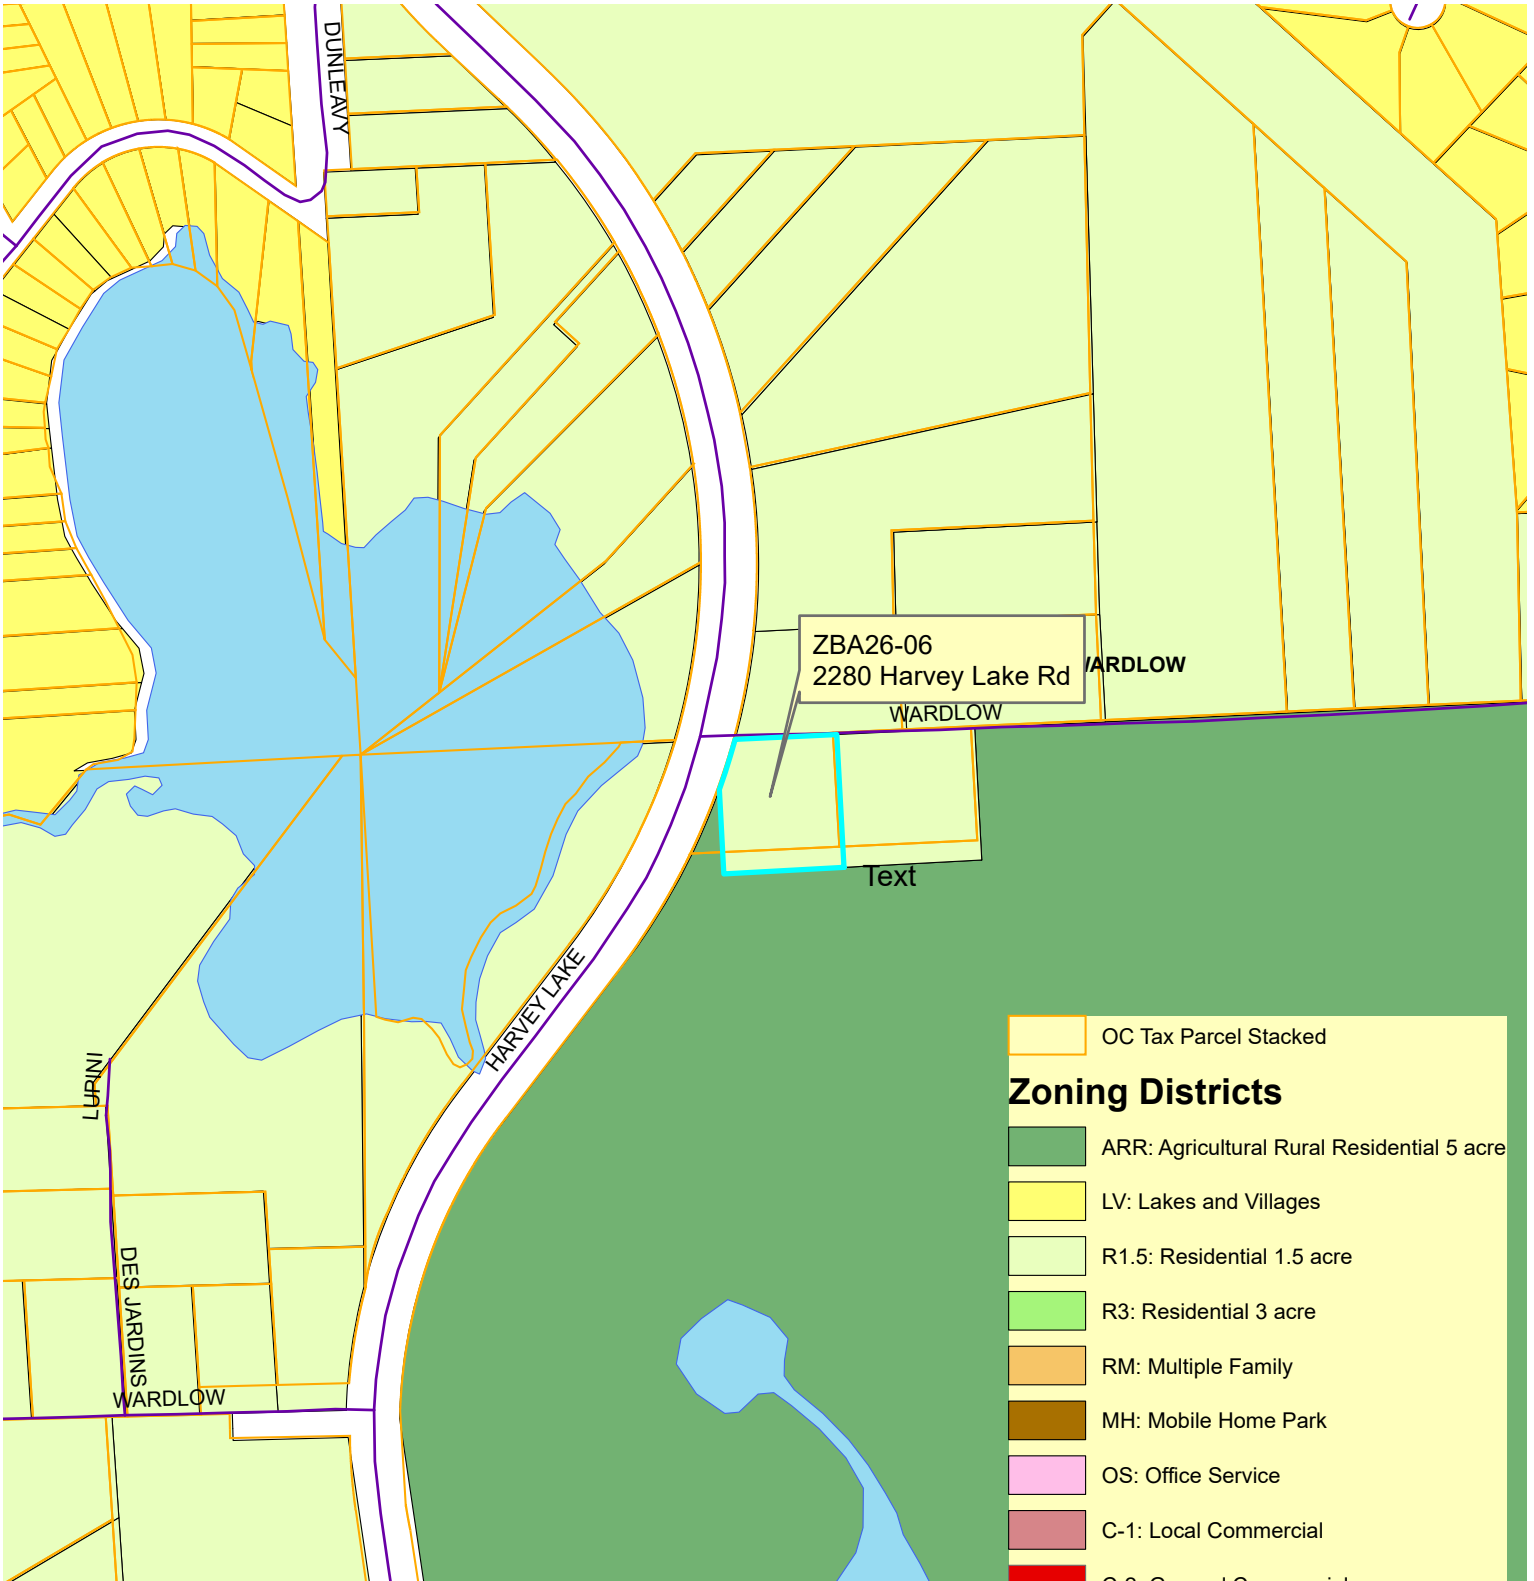 DUNLEAVY
ZBA26-06
2280 Harvey Lake Rd
WARDLOW
WARDLOW
Text
HARVEY LAKE
LURINI
DES JARDINS
WARDLOW
OC Tax Parcel Stacked
Zoning Districts
ARR: Agricultural Rural Residential 5 acre
LV: Lakes and Villages
R1.5: Residential 1.5 acre
R3: Residential 3 acre
RM: Multiple Family
MH: Mobile Home Park
OS: Office Service
C-1: Local Commercial